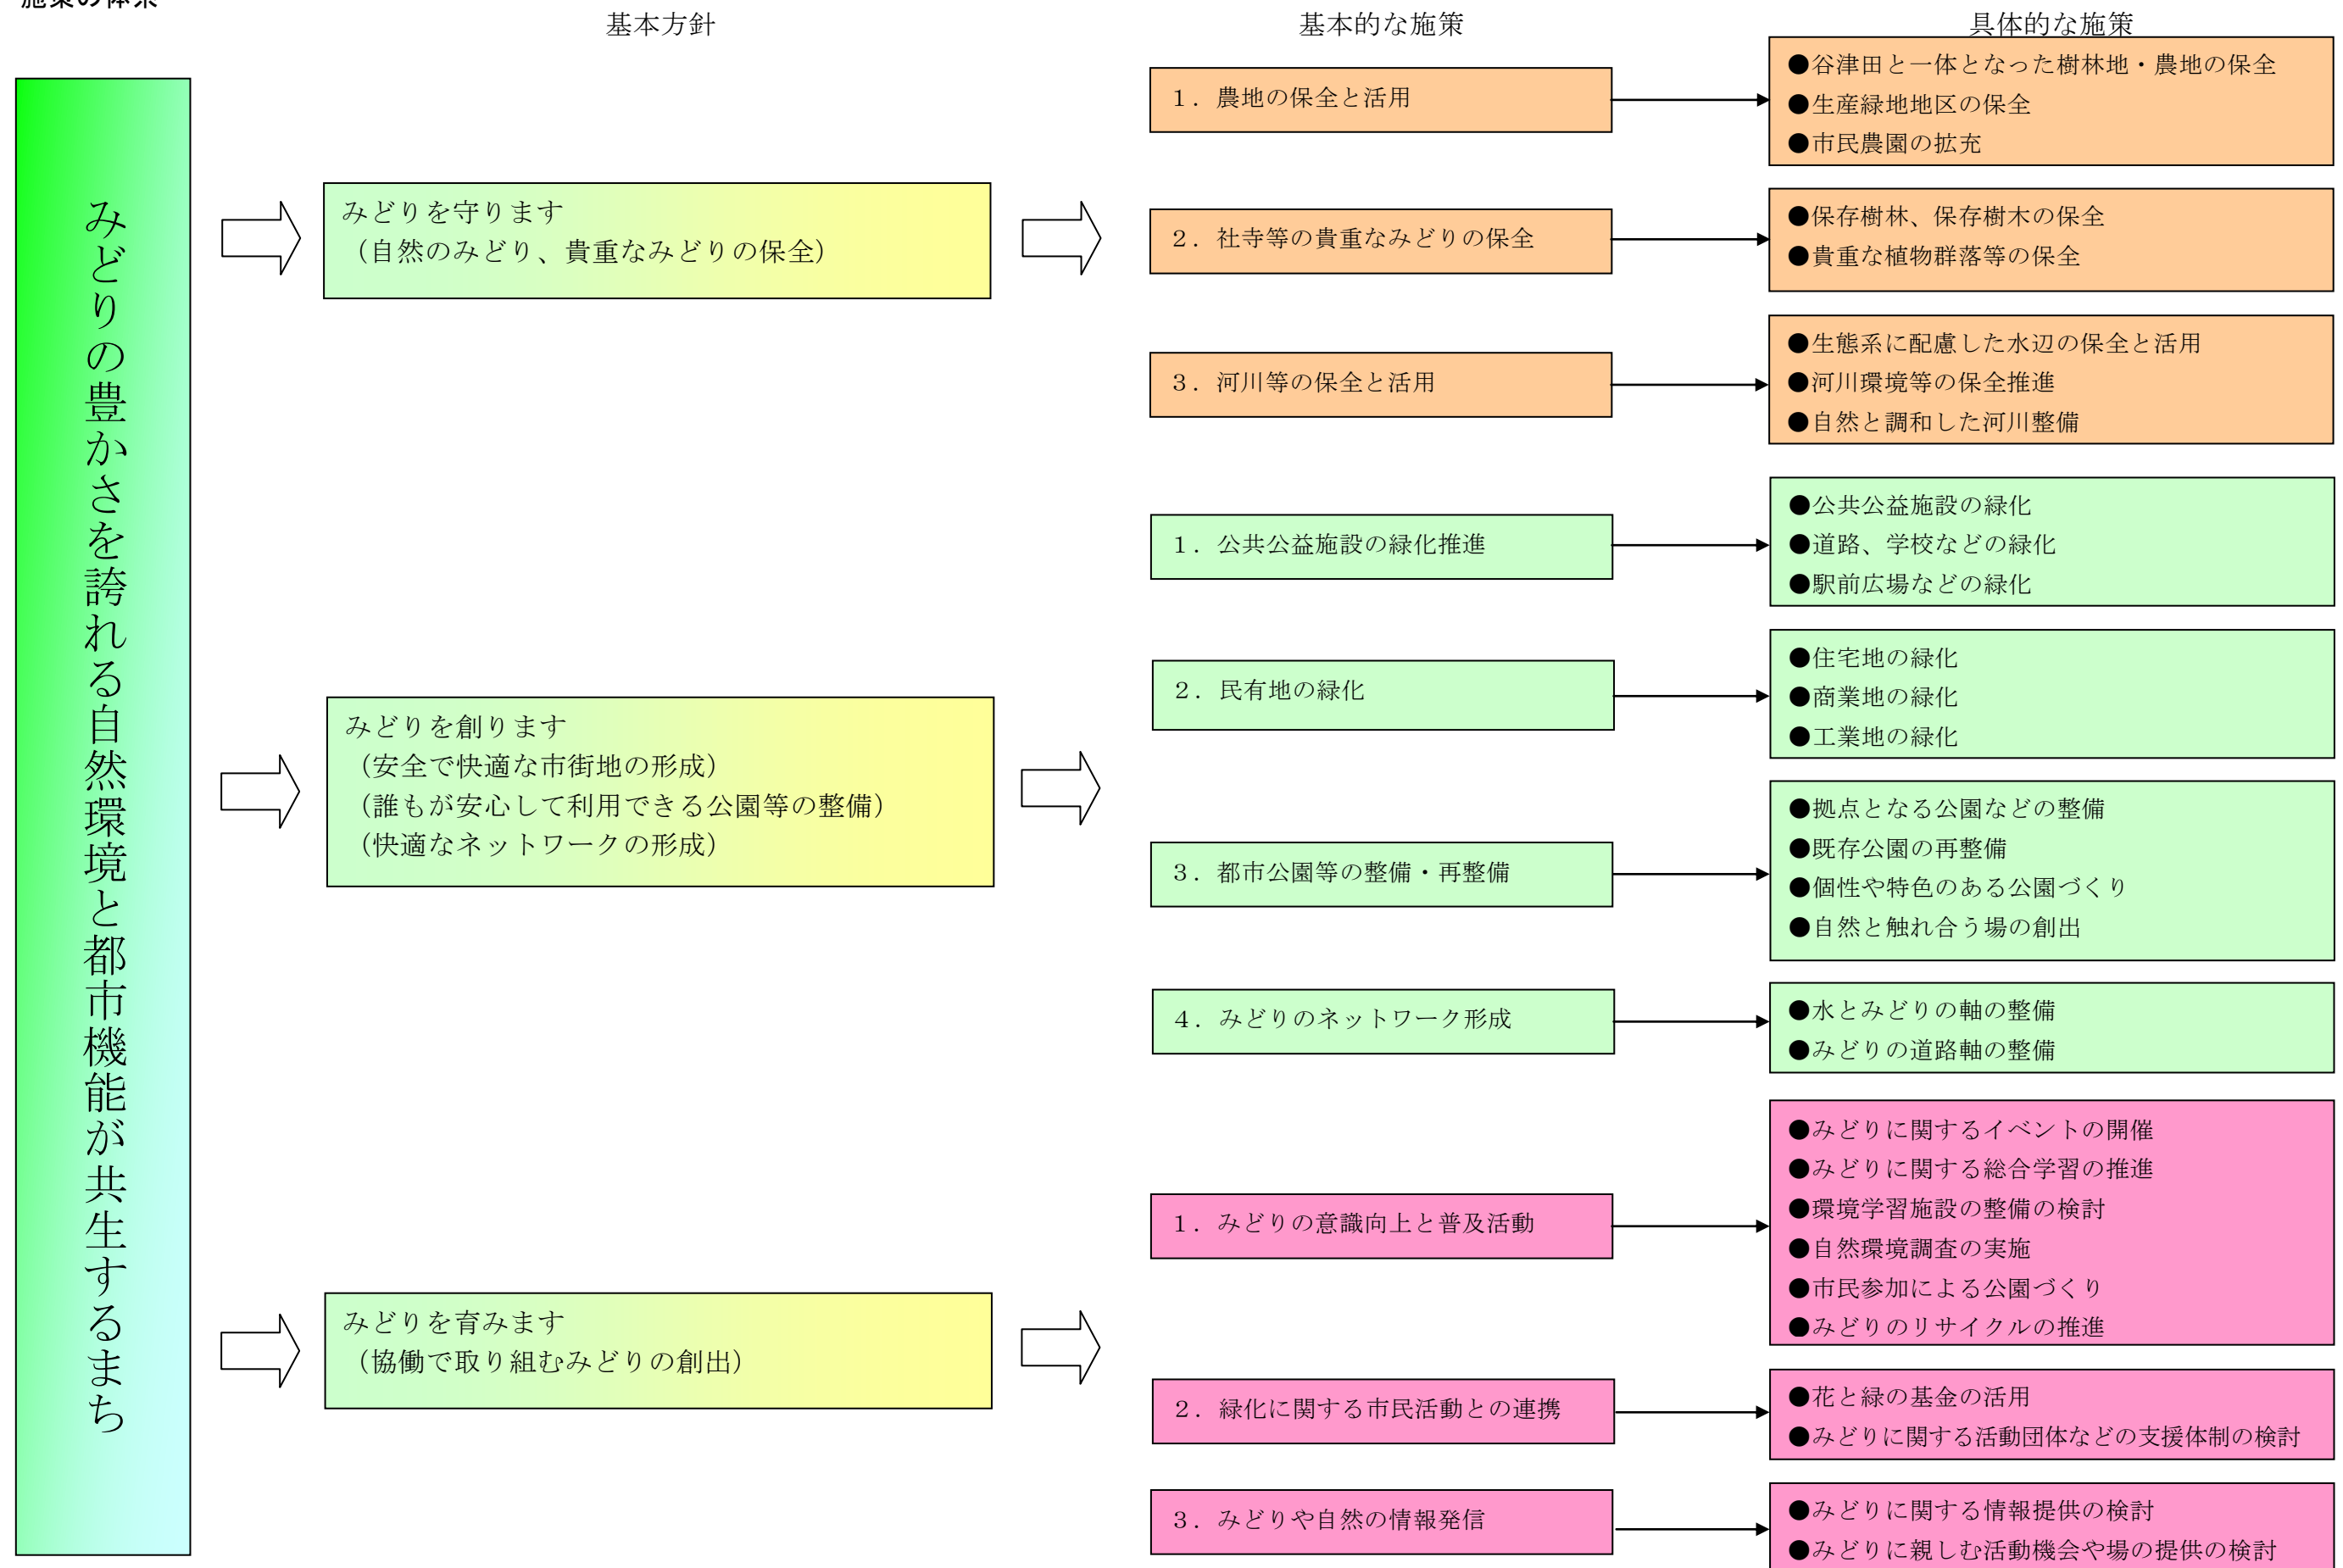 施策の体系
基本方針
基本的な施策
具体的な施策
みどりの豊かさを誇れる自然環境と都市機能が共生するまち
みどりを守ります
（自然のみどり、貴重なみどりの保全）
１．農地の保全と活用
●谷津田と一体となった樹林地・農地の保全
●生産緑地地区の保全
●市民農園の拡充
２．社寺等の貴重なみどりの保全
●保存樹林、保存樹木の保全
●貴重な植物群落等の保全
３．河川等の保全と活用
●生態系に配慮した水辺の保全と活用
●河川環境等の保全推進
●自然と調和した河川整備
みどりを創ります
（安全で快適な市街地の形成）
（誰もが安心して利用できる公園等の整備）
（快適なネットワークの形成）
１．公共公益施設の緑化推進
●公共公益施設の緑化
●道路、学校などの緑化
●駅前広場などの緑化
２．民有地の緑化
●住宅地の緑化
●商業地の緑化
●工業地の緑化
３．都市公園等の整備・再整備
●拠点となる公園などの整備
●既存公園の再整備
●個性や特色のある公園づくり
●自然と触れ合う場の創出
４．みどりのネットワーク形成
●水とみどりの軸の整備
●みどりの道路軸の整備
みどりを育みます
（協働で取り組むみどりの創出）
１．みどりの意識向上と普及活動
●みどりに関するイベントの開催
●みどりに関する総合学習の推進
●環境学習施設の整備の検討
●自然環境調査の実施
●市民参加による公園づくり
●みどりのリサイクルの推進
２．緑化に関する市民活動との連携
●花と緑の基金の活用
●みどりに関する活動団体などの支援体制の検討
３．みどりや自然の情報発信
●みどりに関する情報提供の検討
●みどりに親しむ活動機会や場の提供の検討